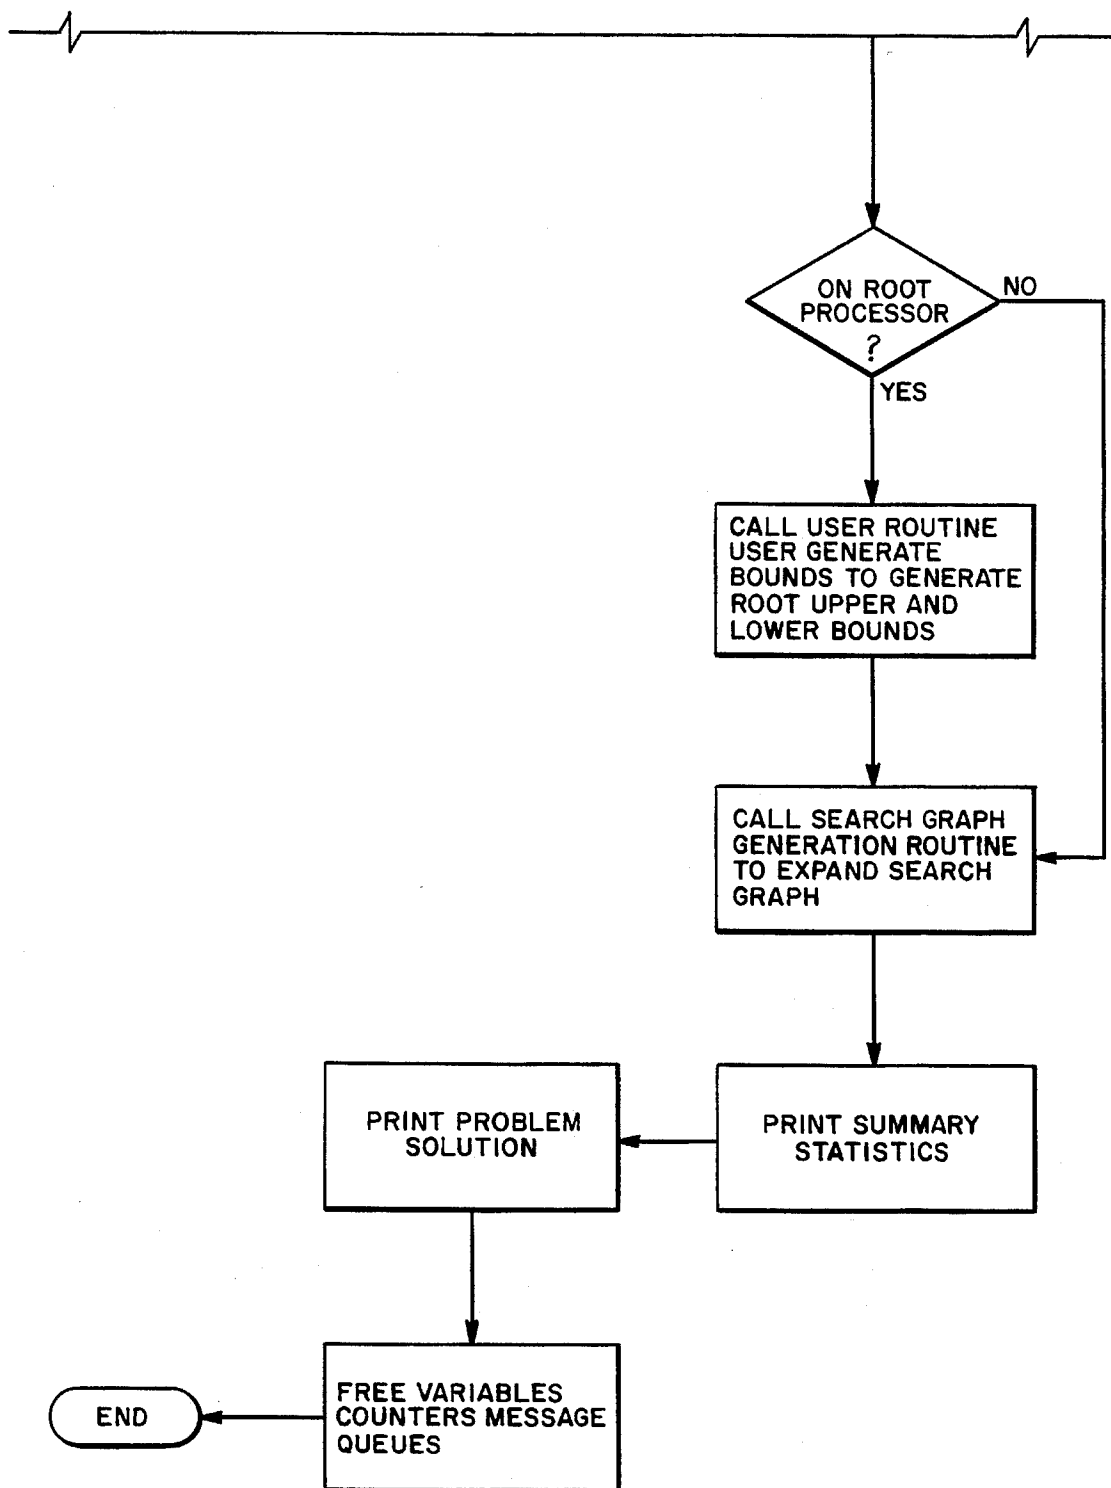 ON ROOT
PROCESSOR
?
NO
YES
CALL USER ROUTINE
USER GENERATE
BOUNDS TO GENERATE
ROOT UPPER AND
LOWER BOUNDS
CALL SEARCH GRAPH
GENERATION ROUTINE
TO EXPAND SEARCH
GRAPH
PRINT SUMMARY
STATISTICS
PRINT PROBLEM
SOLUTION
FREE VARIABLES
COUNTERS MESSAGE
QUEUES
END